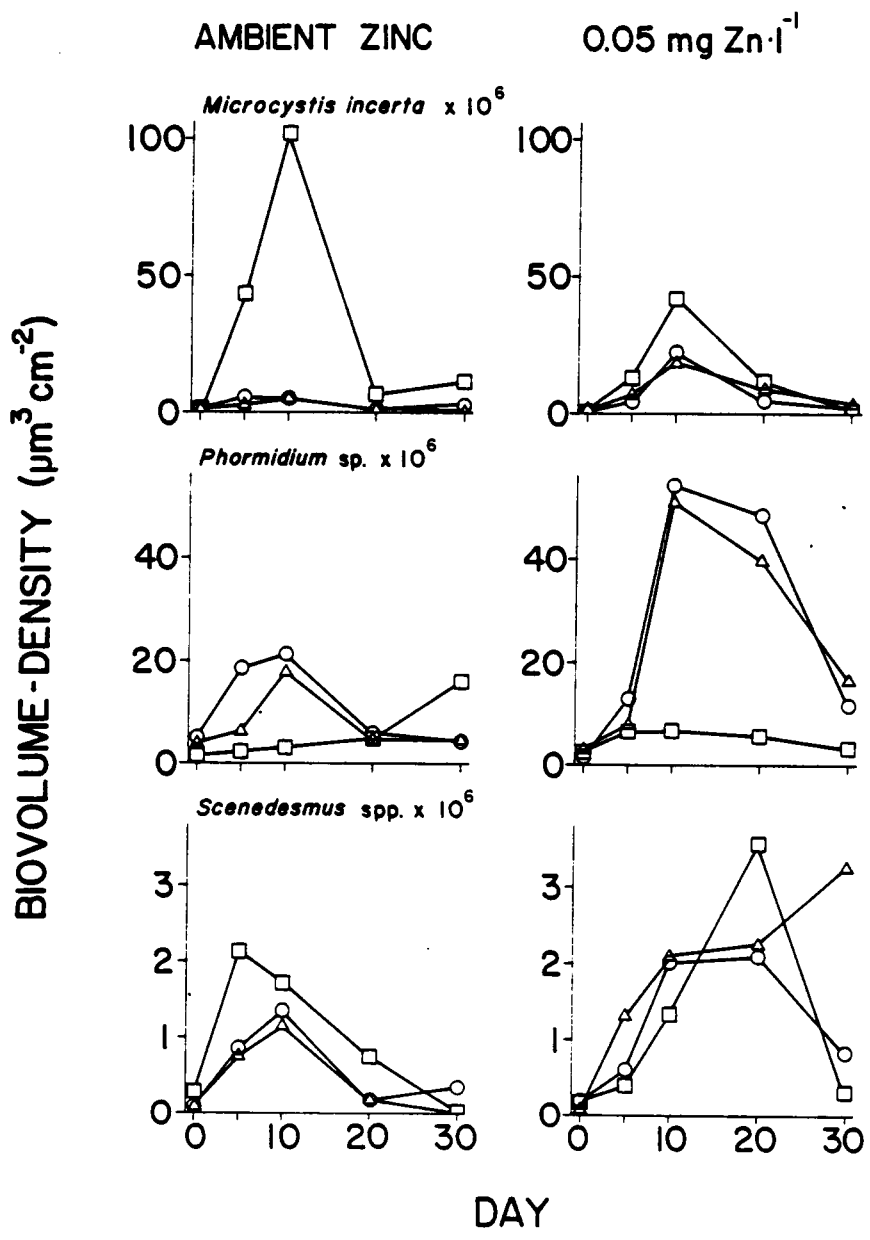 AMBIENT ZINC
0.05 mg Zn·l⁻¹
Microcystis incerta x 10⁶
100
50
0
100
50
0
Phormidium sp. x 10⁶
40
20
0
40
20
0
Scenedesmus spp. x 10⁶
3
2
1
0
3
2
1
0
0 10 20 30
0 10 20 30
BIOVOLUME-DENSITY (µm³ cm⁻²)
DAY